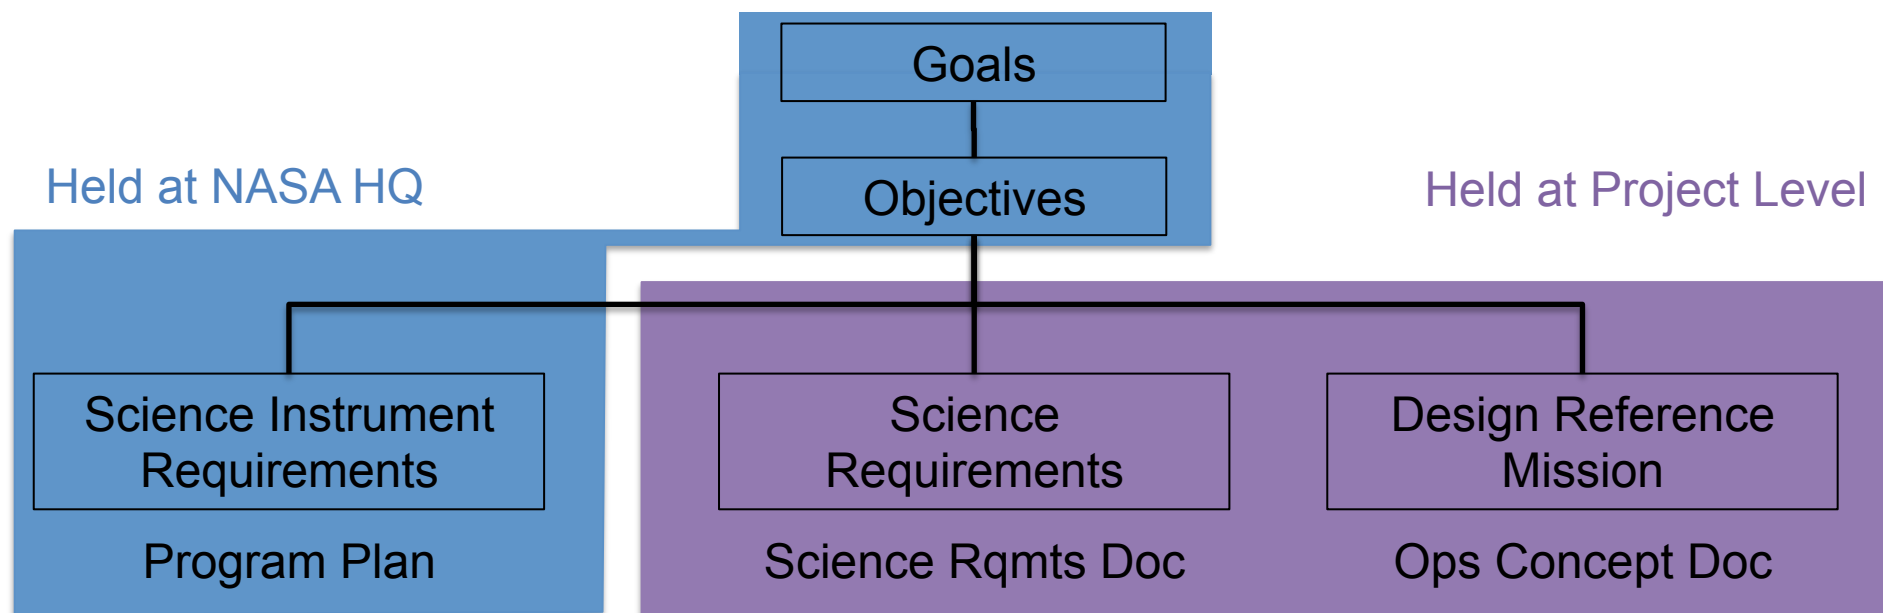 Goals
Held at NASA HQ
Objectives
Held at Project Level
Science Instrument
Requirements
Program Plan
Science
Requirements
Science Rqmts Doc
Design Reference
Mission
Ops Concept Doc